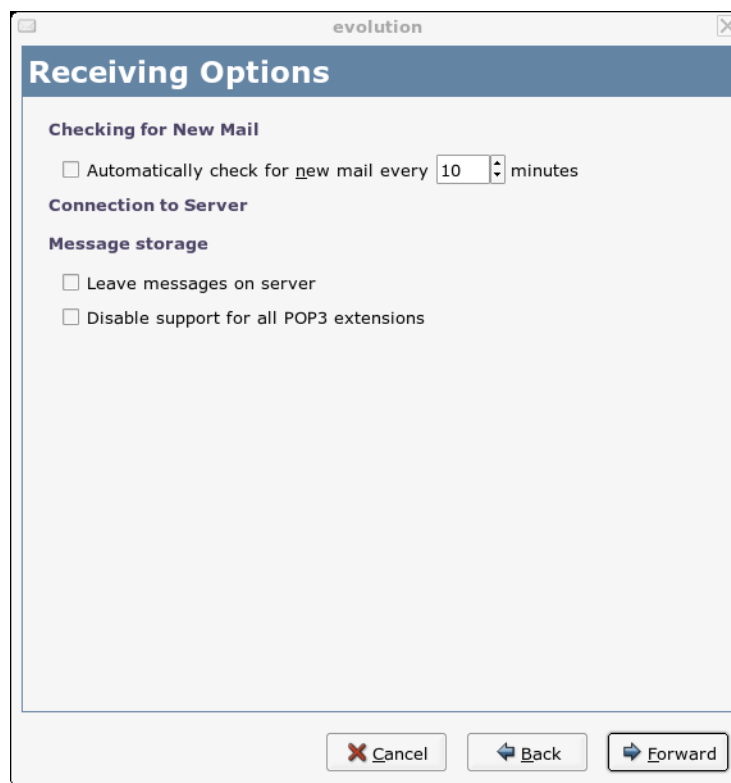 evolution
Receiving Options
Checking for New Mail
Automatically check for new mail every 10 minutes
Connection to Server
Message storage
Leave messages on server
Disable support for all POP3 extensions
Cancel Back Forward